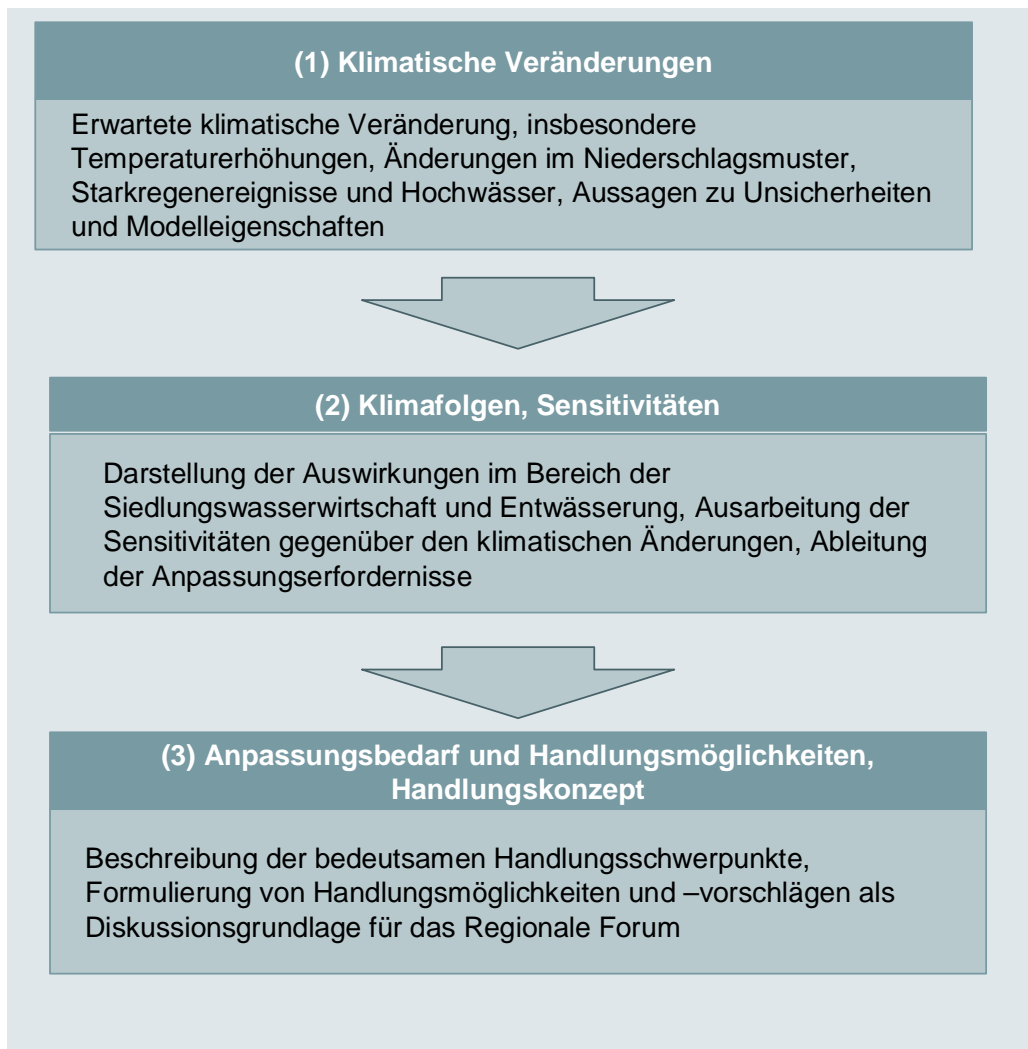 (1) Klimatische Veränderungen
Erwartete klimatische Veränderung, insbesondere
Temperaturerhöhungen, Änderungen im Niederschlagsmuster,
Starkregenereignisse und Hochwässer, Aussagen zu Unsicherheiten
und Modelleigenschaften
(2) Klimafolgen, Sensitivitäten
Darstellung der Auswirkungen im Bereich der
Siedlungswasserwirtschaft und Entwässerung, Ausarbeitung der
Sensitivitäten gegenüber den klimatischen Änderungen, Ableitung
der Anpassungserfordernisse
(3) Anpassungsbedarf und Handlungsmöglichkeiten,
Handlungskonzept
Beschreibung der bedeutsamen Handlungsschwerpunkte,
Formulierung von Handlungsmöglichkeiten und –vorschlägen als
Diskussionsgrundlage für das Regionale Forum